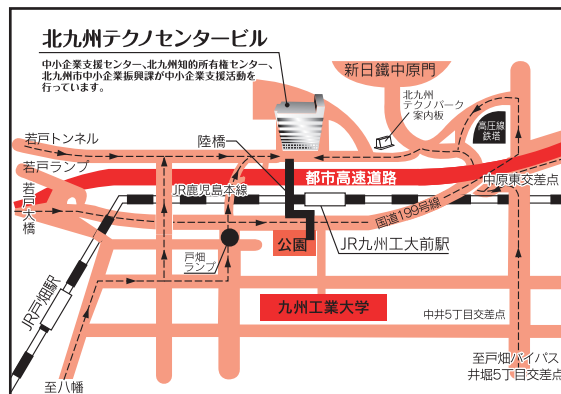 北九州テクノセンタービル
中小企業支援センター、北九州知的所有権センター、
北九州市中小企業振興課が中小企業支援活動を
行っています。
新日鐵中原門
北九州
テクノパーク
案内板
高圧線
鉄塔
若戸トンネル
陸橋
若戸ランプ
都市高速道路
若戸大橋
JR鹿児島本線
中原東交差点
国道199号線
公園
JR九州工大前駅
戸畑
ランプ
JR戸畑駅
九州工業大学
中井5丁目交差点
至戸畑バイパス
井堀5丁目交差点
至八幡